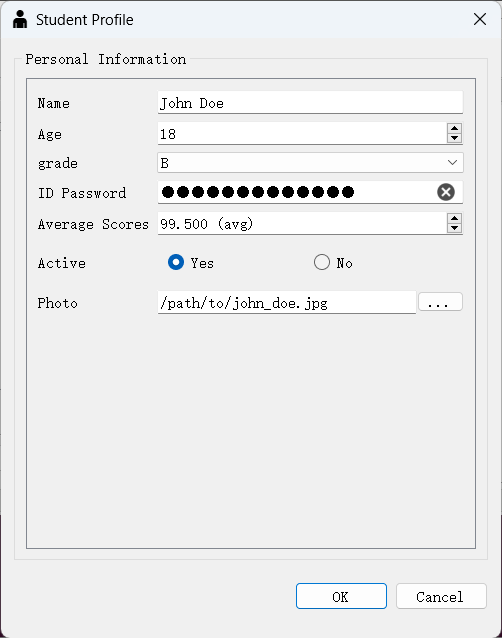 Student Profile
Personal Information
Name John Doe
Age 18
grade B
ID Password ●●●●●●●●●●●●●
Average Scores 99.500 (avg)
Active Yes No
Photo /path/to/john_doe.jpg ...
OK Cancel